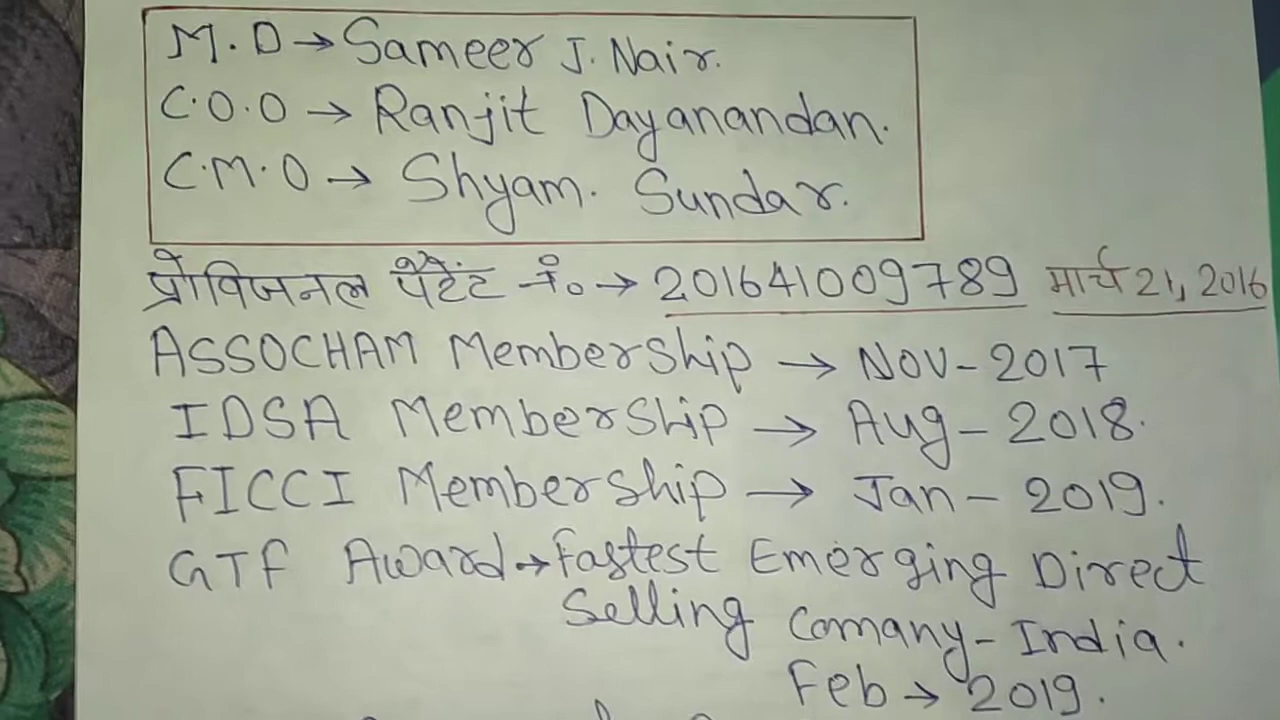 M.D → Sameer J. Nair.
C.O.O → Ranjit Dayanandan.
C.M.O → Shyam. Sundar.
प्रोविजनल पेटेंट नं० → 201641009789 मार्च 21, 2016
ASSOCHAM Membership → Nov - 2017
IDSA Membership → Aug - 2018.
FICCI Membership → Jan - 2019.
GTF Award → Fastest Emerging Direct
Selling Comany - India.
Feb → 2019.